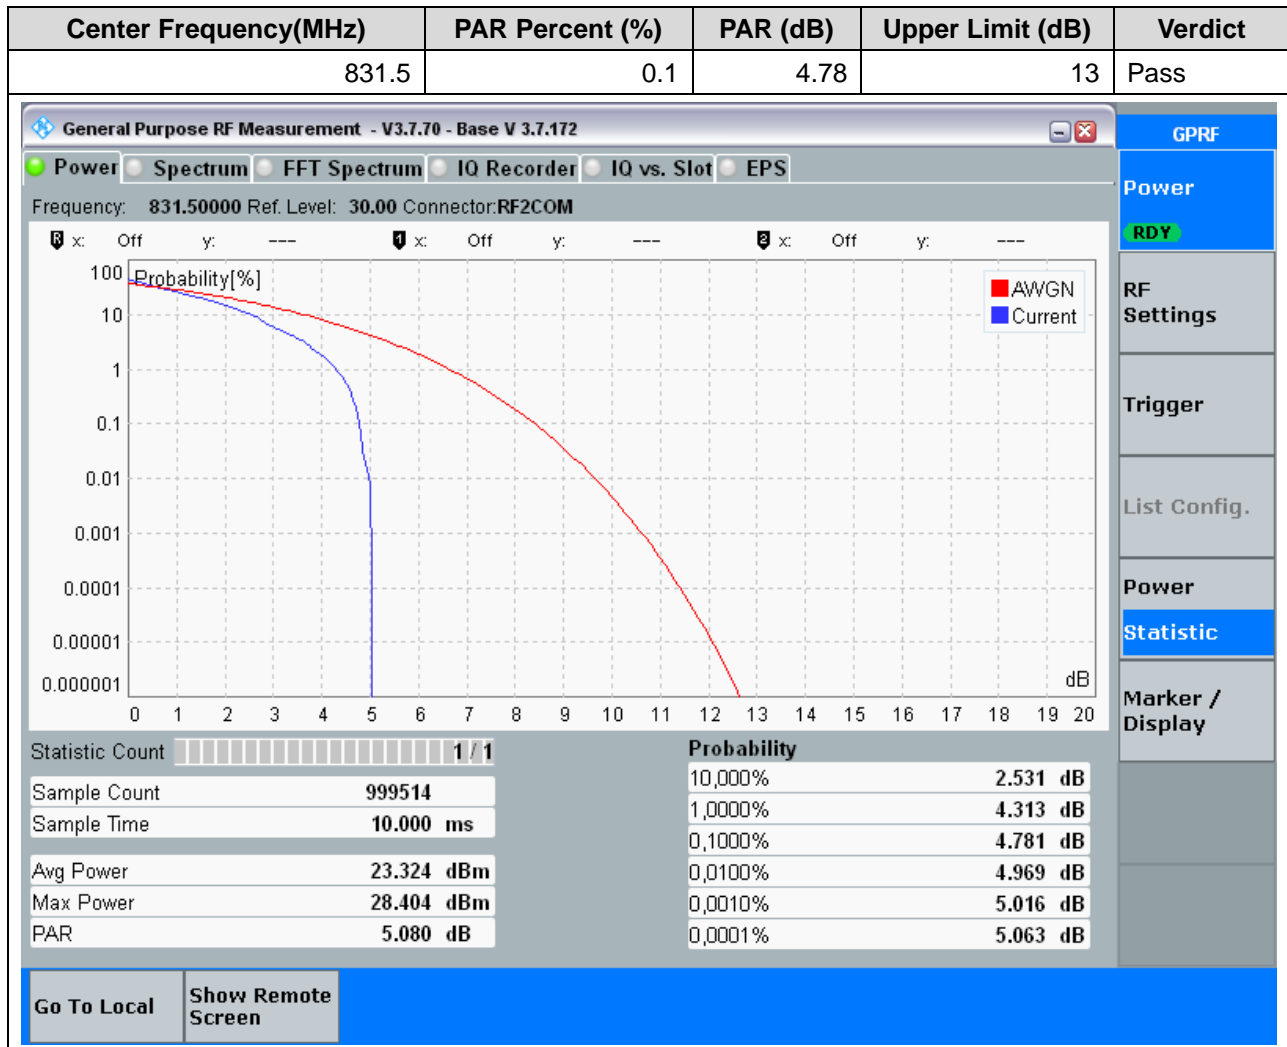 Center Frequency(MHz) PAR Percent (%) PAR (dB) Upper Limit (dB) Verdict
831.5 0.1 4.78 13 Pass
General Purpose RF Measurement - V3.7.70 - Base V 3.7.172
Power Spectrum FFT Spectrum IQ Recorder IQ vs. Slot EPS
Frequency: 831.50000 Ref. Level: 30.00 Connector:RF2COM
R x: Off y: --- 1 x: Off y: --- 2 x: Off y: ---
Probability[%]
100
10
1
0.1
0.01
0.001
0.0001
0.00001
0.000001
AWGN
Current
dB
0 1 2 3 4 5 6 7 8 9 10 11 12 13 14 15 16 17 18 19 20
Statistic Count 1 / 1
Sample Count 999514
Sample Time 10.000 ms
Avg Power 23.324 dBm
Max Power 28.404 dBm
PAR 5.080 dB
Probability
10,000% 2.531 dB
1,0000% 4.313 dB
0,1000% 4.781 dB
0,0100% 4.969 dB
0,0010% 5.016 dB
0,0001% 5.063 dB
GPRF
Power
RDY
RF
Settings
Trigger
List Config.
Power
Statistic
Marker /
Display
Go To Local
Show Remote
Screen